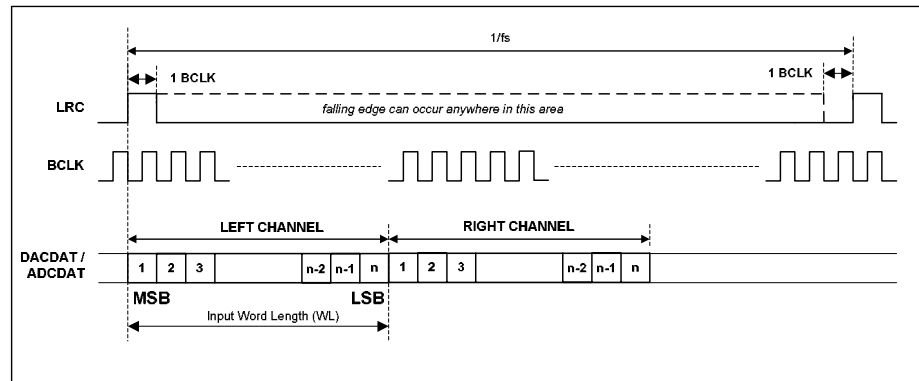 1/fs
1 BCLK
1 BCLK
LRC
falling edge can occur anywhere in this area
BCLK
LEFT CHANNEL
RIGHT CHANNEL
DACDAT /
ADCDAT
1 2 3 n-2 n-1 n 1 2 3 n-2 n-1 n
MSB LSB
Input Word Length (WL)